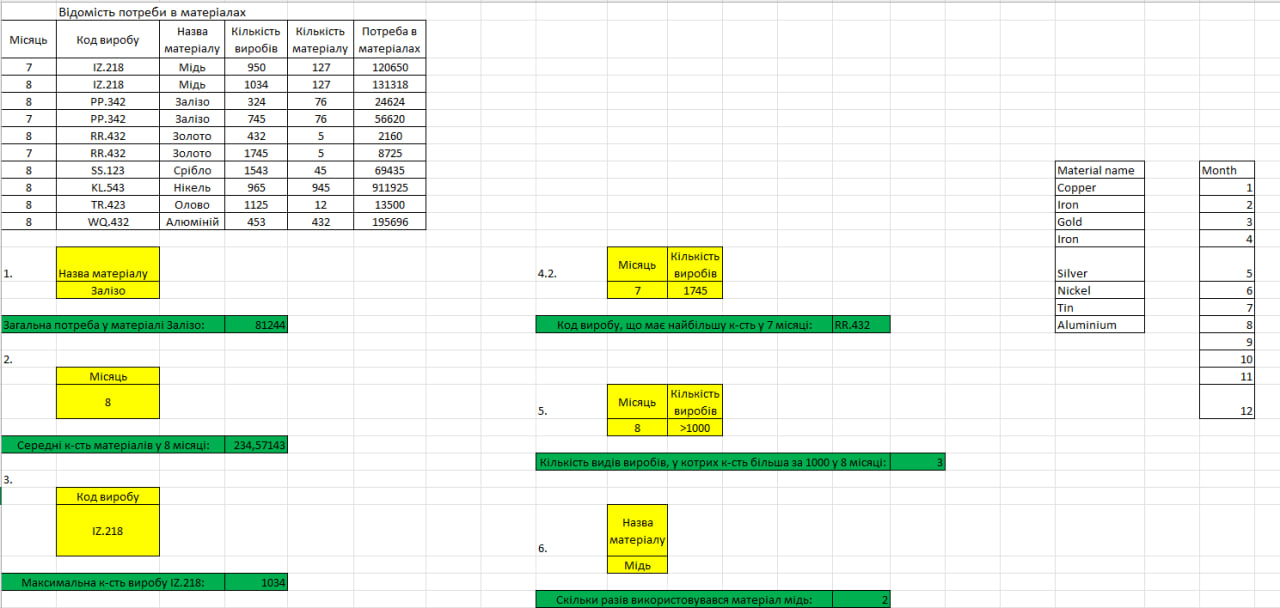 Відомість потреби в матеріалах
Місяць Код виробу Назва матеріалу Кількість виробів Кількість матеріалу Потреба в матеріалах
7 IZ.218 Мідь 950 127 120650
8 IZ.218 Мідь 1034 127 131318
8 PP.342 Залізо 324 76 24624
7 PP.342 Залізо 745 76 56620
8 RR.432 Золото 432 5 2160
7 RR.432 Золото 1745 5 8725
8 SS.123 Срібло 1543 45 69435
8 KL.543 Нікель 965 945 911925
8 TR.423 Олово 1125 12 13500
8 WQ.432 Алюміній 453 432 195696
1.
Назва матеріалу
Залізо
Загальна потреба у матеріалі Залізо: 81244
2.
Місяць
8
Середні к-сть матеріалів у 8 місяці: 234,57143
3.
Код виробу
IZ.218
Максимальна к-сть виробу IZ.218: 1034
4.2.
Місяць Кількість виробів
7 1745
Код виробу, що має найбільшу к-сть у 7 місяці: RR.432
5.
Місяць Кількість виробів
8 >1000
Кількість видів виробів, у котрих к-сть більша за 1000 у 8 місяці: 3
6.
Назва
матеріалу
Мідь
Скільки разів використовувався матеріал мідь: 2
Material name
Copper
Iron
Gold
Iron
Silver
Nickel
Tin
Aluminium
Month
1
2
3
4
5
6
7
8
9
10
11
12